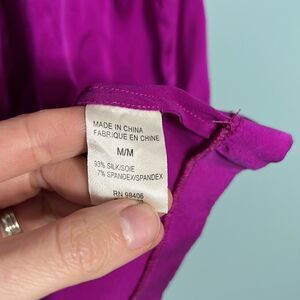 MADE IN CHINA
FABRIQUE EN CHINE
M/M
93% SILK/SOIE
7% SPANDEX/SPANDEX
RN 98406